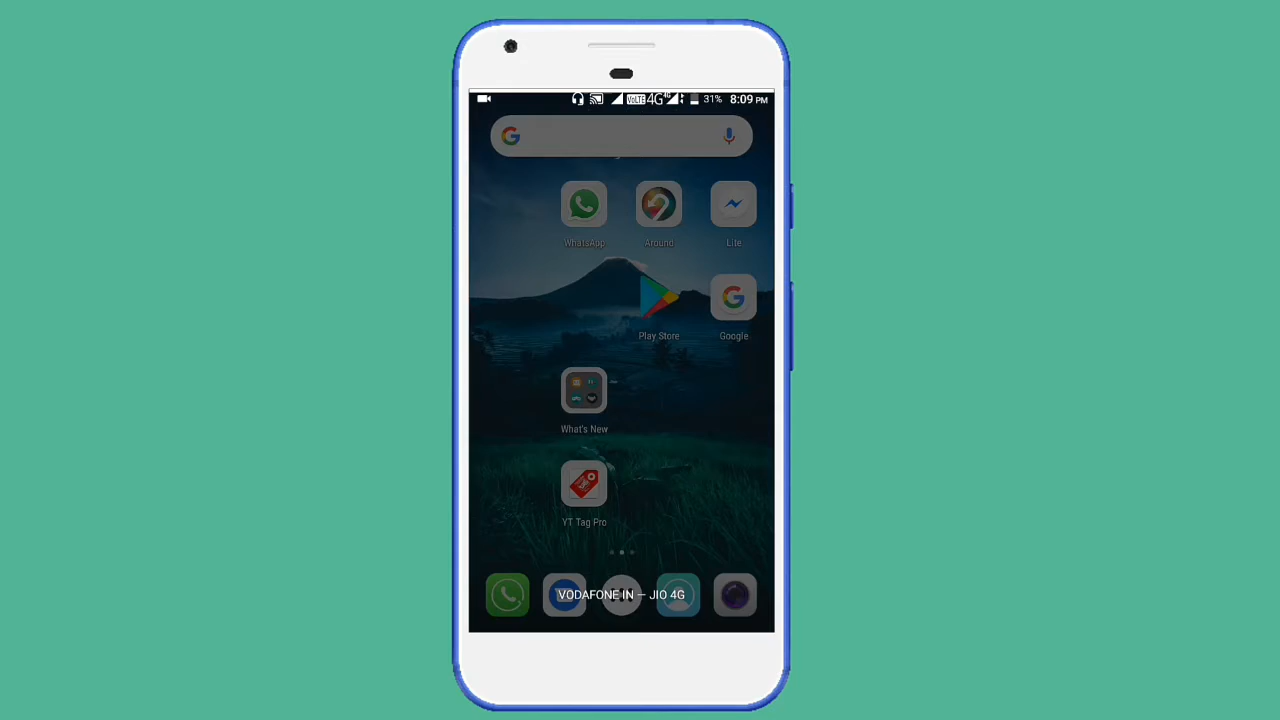 VoLTE 4G 4G 31% 8:09 PM
WhatsApp Around Lite
Play Store Google
What's New
YT Tag Pro
VODAFONE IN — JIO 4G